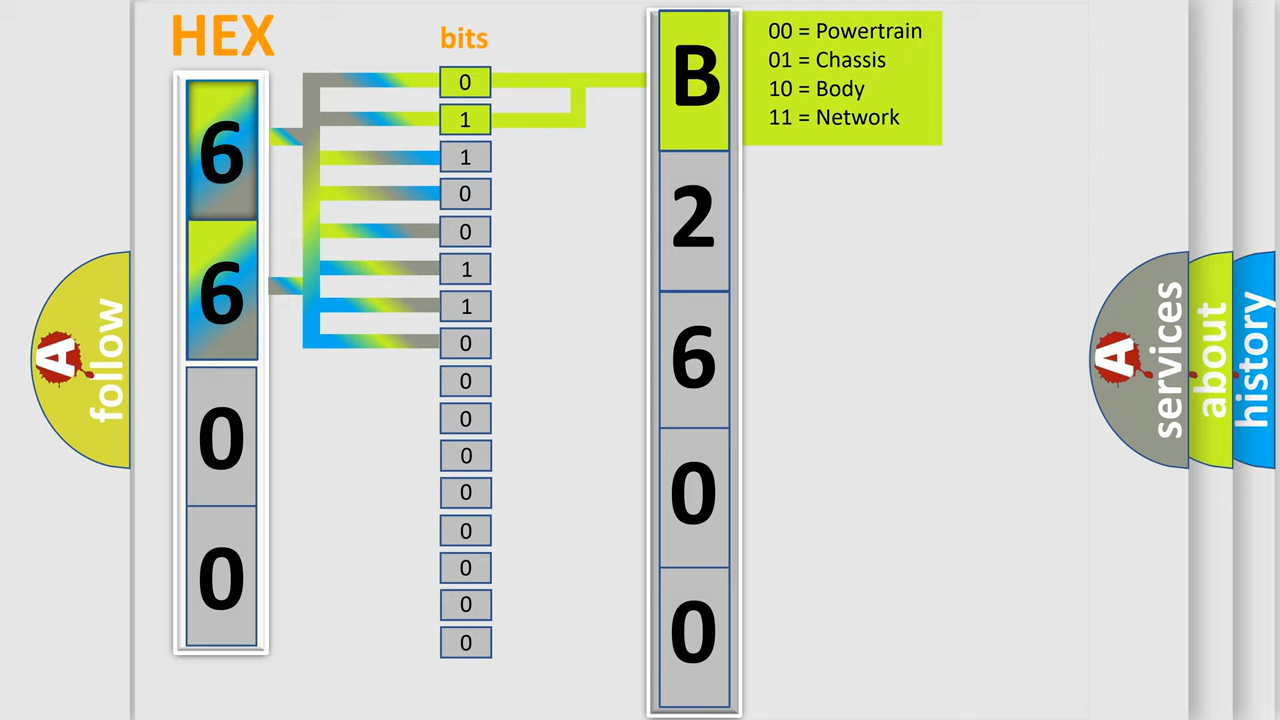 HEX
bits
6
6
0
0
0
1
1
0
0
1
1
0
0
0
0
0
0
0
0
0
B
2
6
0
0
00 = Powertrain
01 = Chassis
10 = Body
11 = Network
A
follow
A
services
about
history